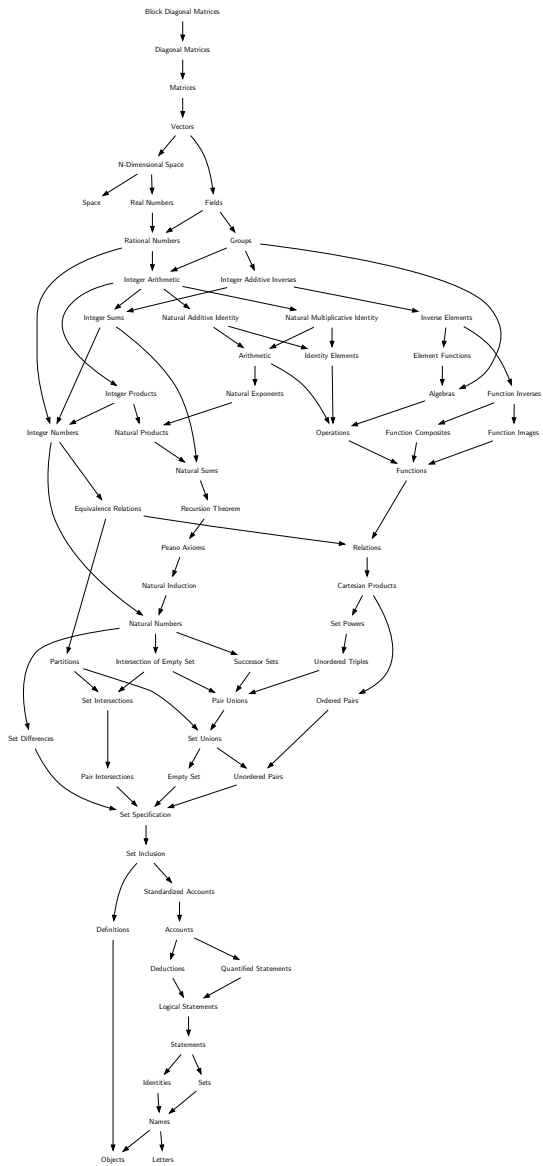 Block Diagonal Matrices
Diagonal Matrices
Matrices
Vectors
N-Dimensional Space
Space
Real Numbers
Fields
Rational Numbers
Groups
Integer Arithmetic
Integer Additive Inverses
Integer Sums
Natural Additive Identity
Natural Multiplicative Identity
Inverse Elements
Arithmetic
Identity Elements
Element Functions
Integer Products
Natural Exponents
Algebras
Function Inverses
Integer Numbers
Natural Products
Operations
Function Composites
Function Images
Natural Sums
Functions
Equivalence Relations
Recursion Theorem
Peano Axioms
Relations
Natural Induction
Cartesian Products
Natural Numbers
Set Powers
Partitions
Intersection of Empty Set
Successor Sets
Unordered Triples
Set Intersections
Pair Unions
Ordered Pairs
Set Differences
Set Unions
Pair Intersections
Empty Set
Unordered Pairs
Set Specification
Set Inclusion
Standardized Accounts
Definitions
Accounts
Deductions
Quantified Statements
Logical Statements
Statements
Identities
Sets
Names
Objects
Letters